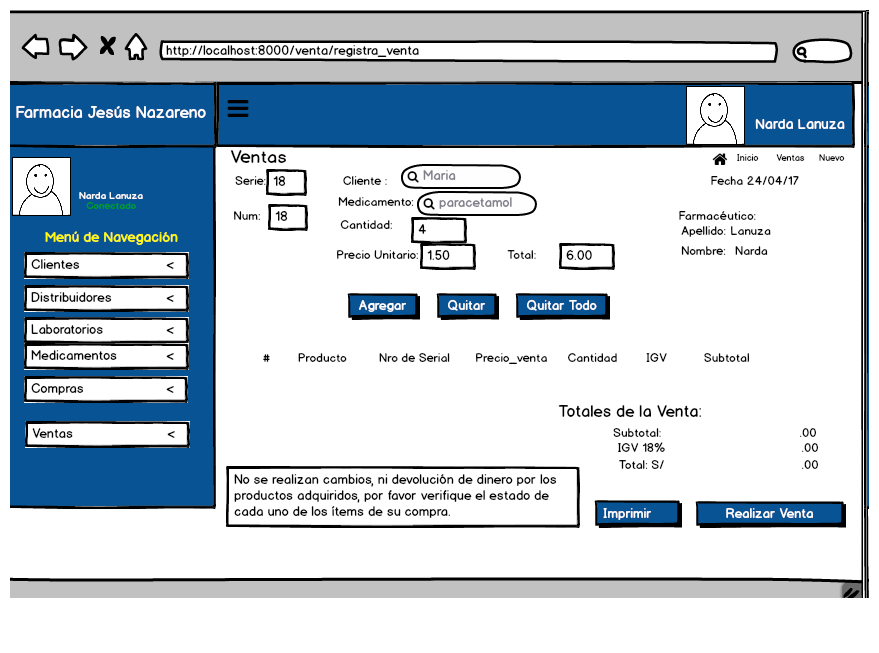 http://localhost:8000/venta/registra_venta
Farmacia Jesús Nazareno
Narda Lanuza
Narda Lanuza
Conectado
Menú de Navegación
Clientes <
Distribuidores <
Laboratorios <
Medicamentos <
Compras <
Ventas <
Ventas
Inicio Ventas Nuevo
Serie: 18 Cliente : Maria Fecha 24/04/17
Medicamento: paracetamol
Num: 18 Cantidad: 4 Farmacéutico:
Apellido: Lanuza
Precio Unitario: 1.50 Total: 6.00 Nombre: Narda
Agregar Quitar Quitar Todo
# Producto Nro de Serial Precio_venta Cantidad IGV Subtotal
Totales de la Venta:
Subtotal: .00
IGV 18% .00
Total: S/ .00
No se realizan cambios, ni devolución de dinero por los
productos adquiridos, por favor verifique el estado de
cada uno de los ítems de su compra.
Imprimir Realizar Venta